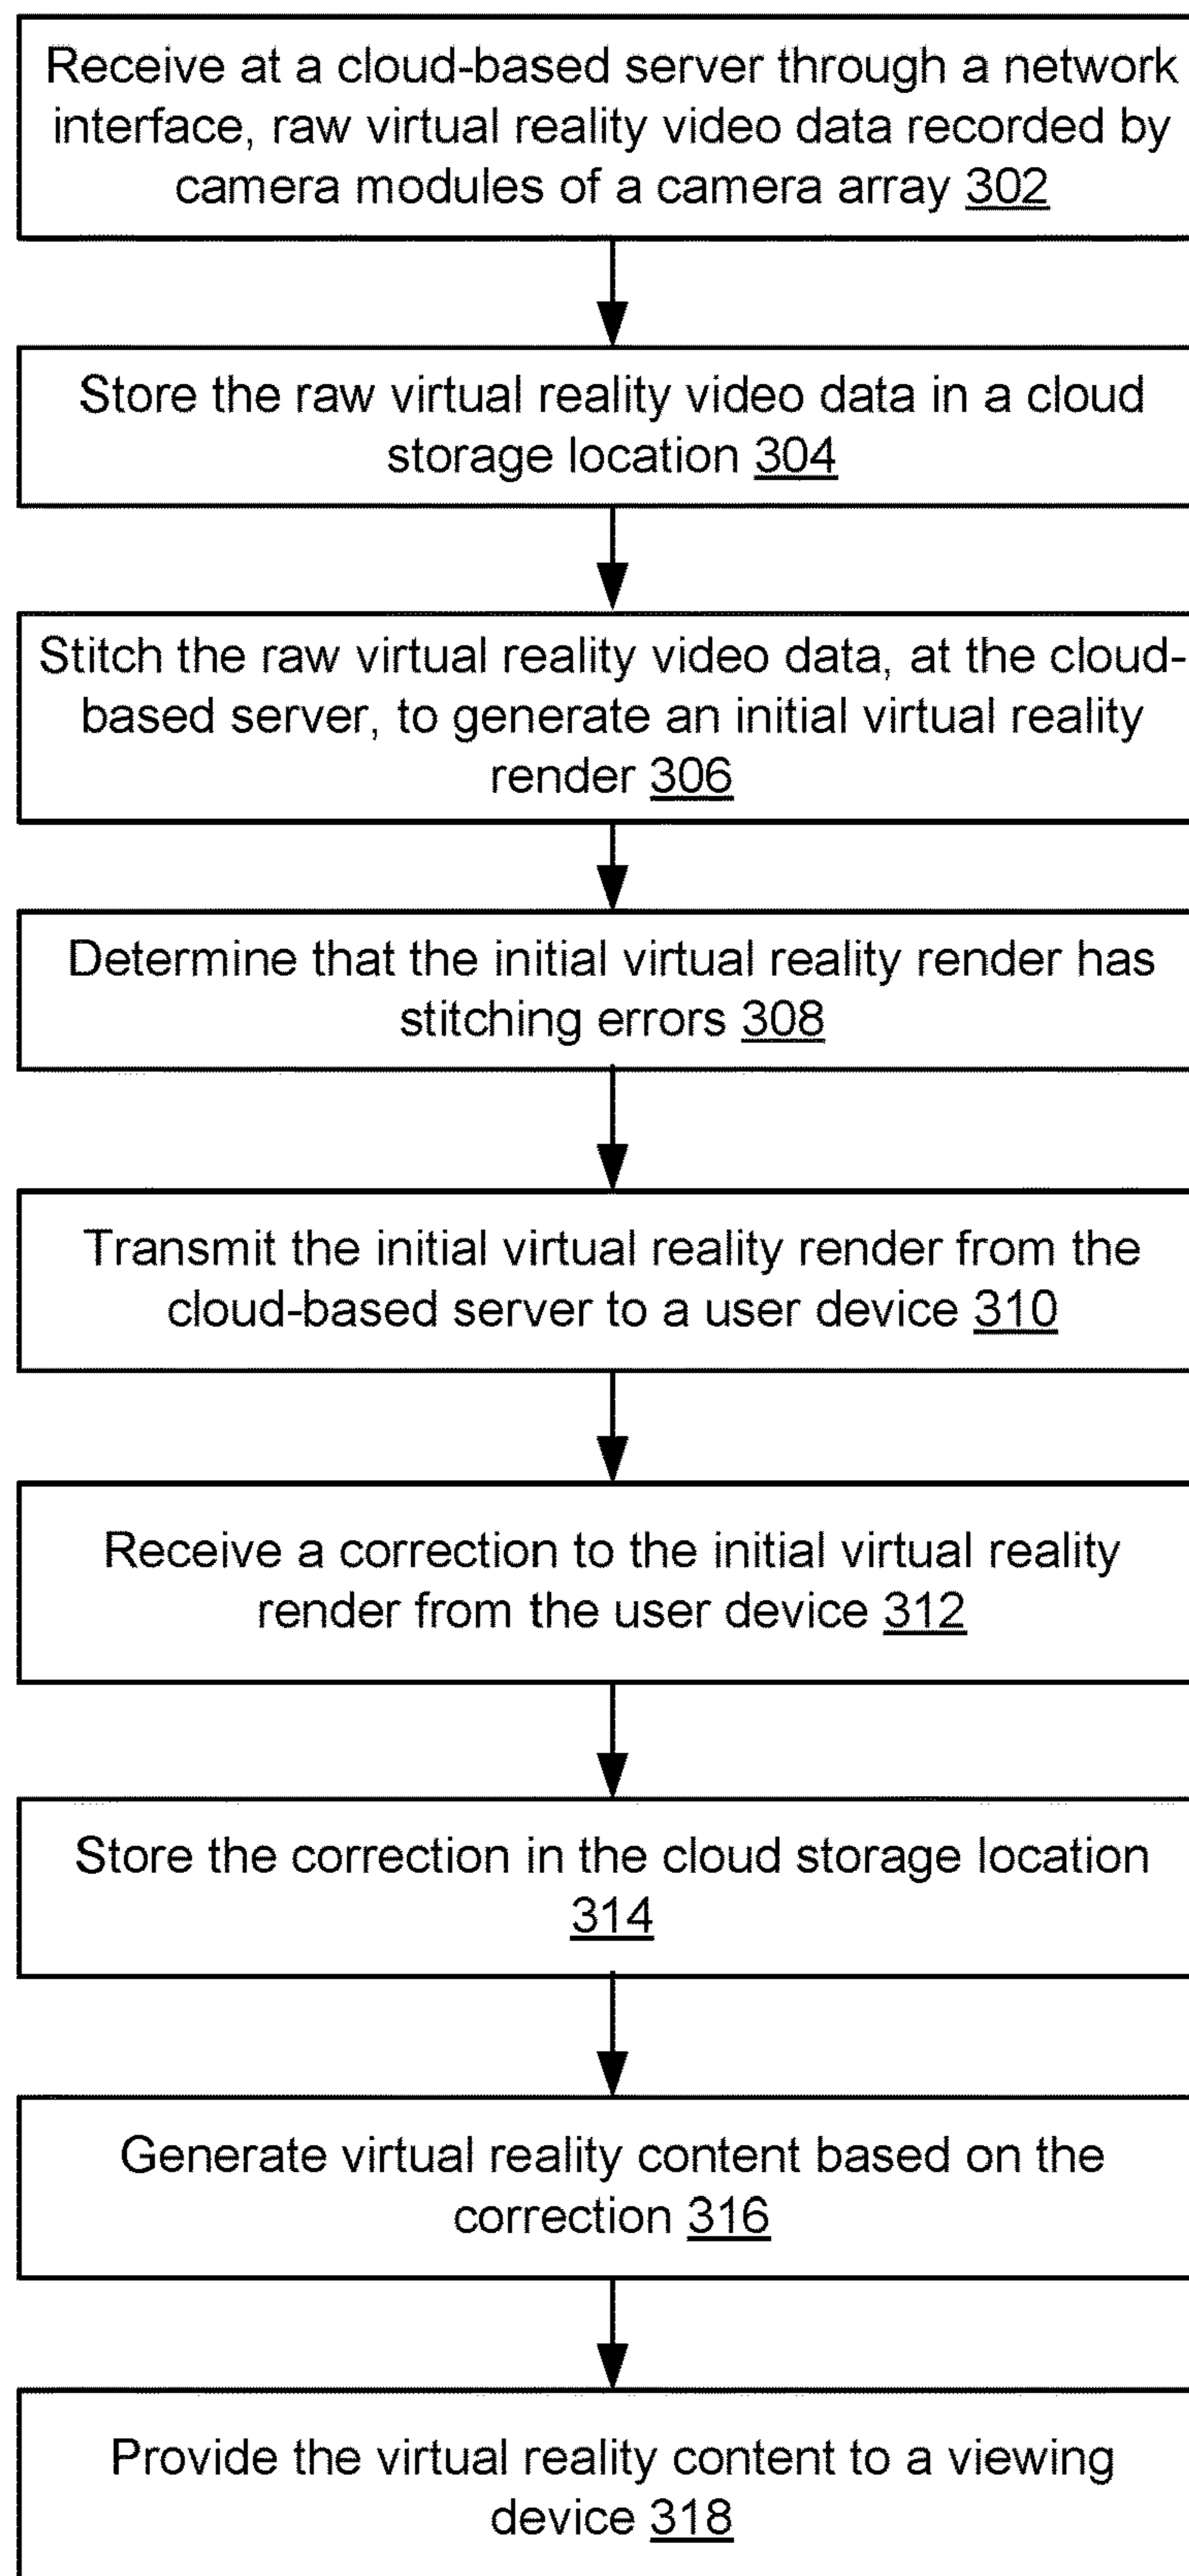 Receive at a cloud-based server through a network
interface, raw virtual reality video data recorded by
camera modules of a camera array 302
Store the raw virtual reality video data in a cloud
storage location 304
Stitch the raw virtual reality video data, at the cloud-
based server, to generate an initial virtual reality
render 306
Determine that the initial virtual reality render has
stitching errors 308
Transmit the initial virtual reality render from the
cloud-based server to a user device 310
Receive a correction to the initial virtual reality
render from the user device 312
Store the correction in the cloud storage location
314
Generate virtual reality content based on the
correction 316
Provide the virtual reality content to a viewing
device 318